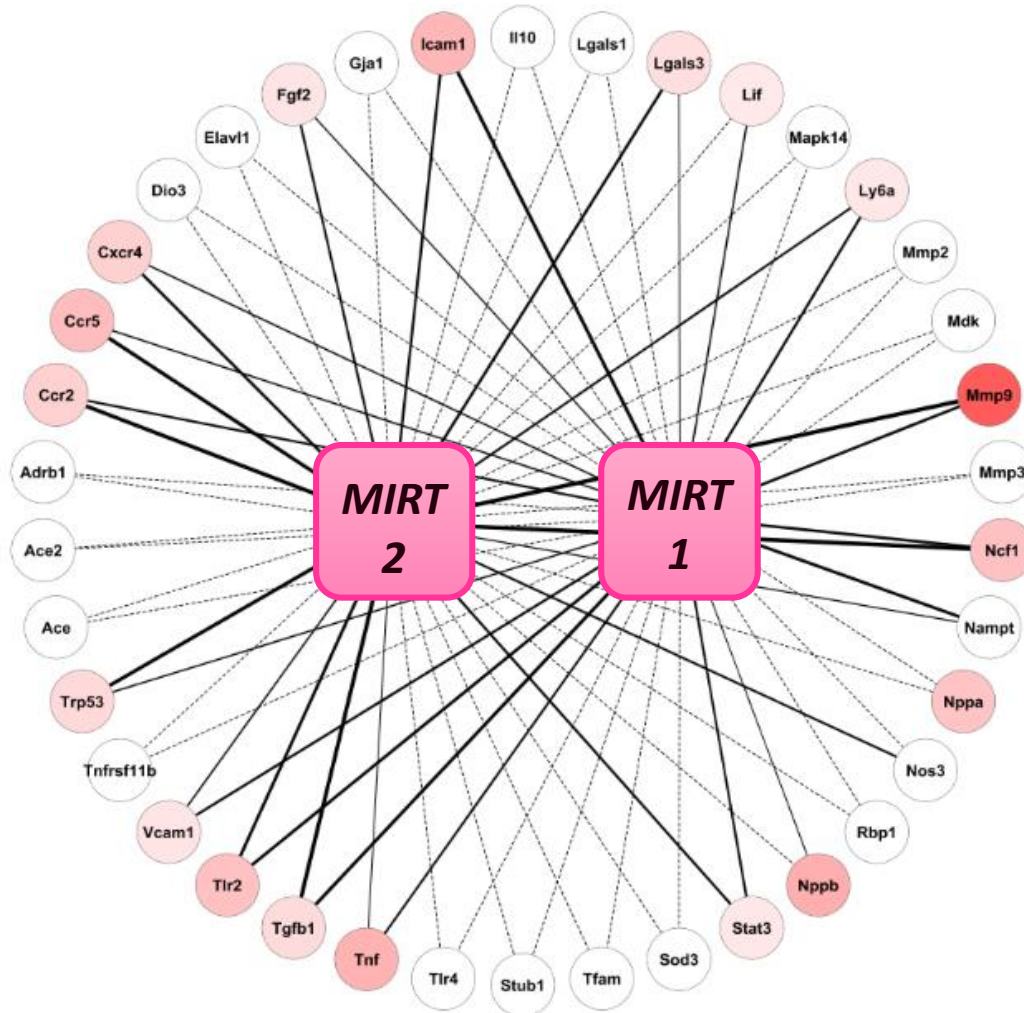 Icam1
Il10
Lgals1
Lgals3
Lif
Mapk14
Ly6a
Mmp2
Mdk
Mmp9
Mmp3
Ncf1
Nampt
Nppa
Nos3
Rbp1
Nppb
Stat3
Sod3
Tfam
Stub1
Tlr4
Tnf
Tgfb1
Tlr2
Vcam1
Tnfrsf11b
Trp53
Ace
Ace2
Adrb1
Ccr2
Ccr5
Cxcr4
Dio3
Elavl1
Fgf2
Gja1
MIRT
2
MIRT
1